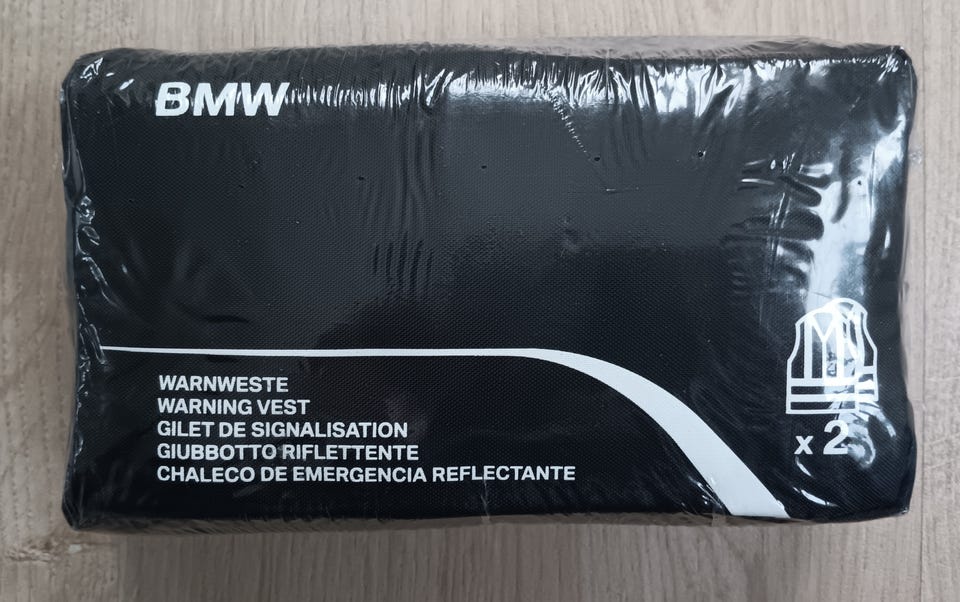 BMW
WARNWESTE
WARNING VEST
GILET DE SIGNALISATION
GIUBBOTTO RIFLETTENTE
CHALECO DE EMERGENCIA REFLECTANTE
x 2